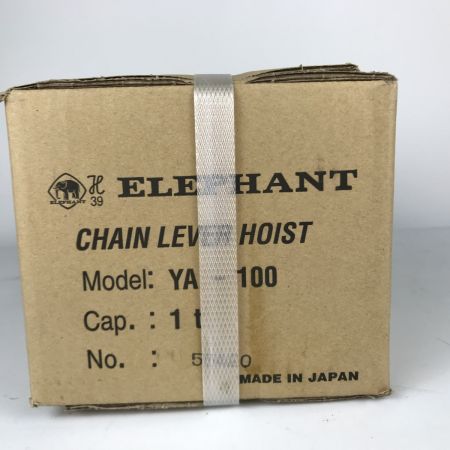 ELEPHANT
H
39
ELEPHANT
CHAIN LEVER HOIST
Model: YA - 100
Cap. : 1 t
No. :
MADE IN JAPAN